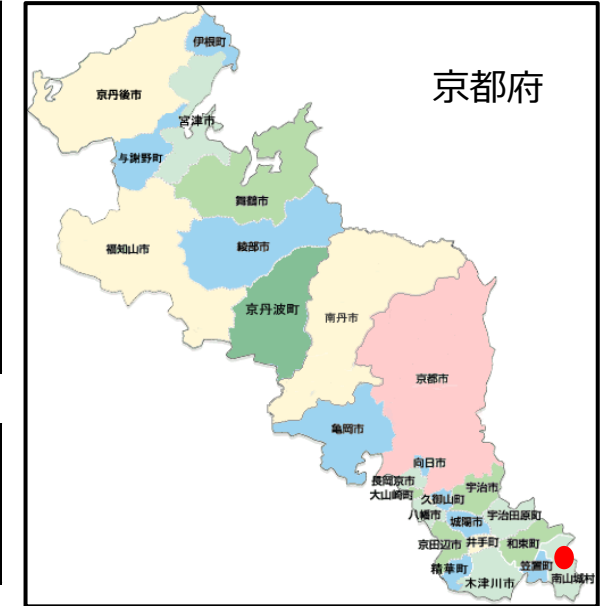 京都府
伊根町
京丹後市
宮津市
与謝野町
舞鶴市
綾部市
福知山市
京丹波町
南丹市
京都市
亀岡市
向日市
長岡京市
大山崎町
宇治市
久御山町
八幡市
城陽市
宇治田原町
京田辺市
井手町
和束町
精華町
笠置町
木津川市
南山城村